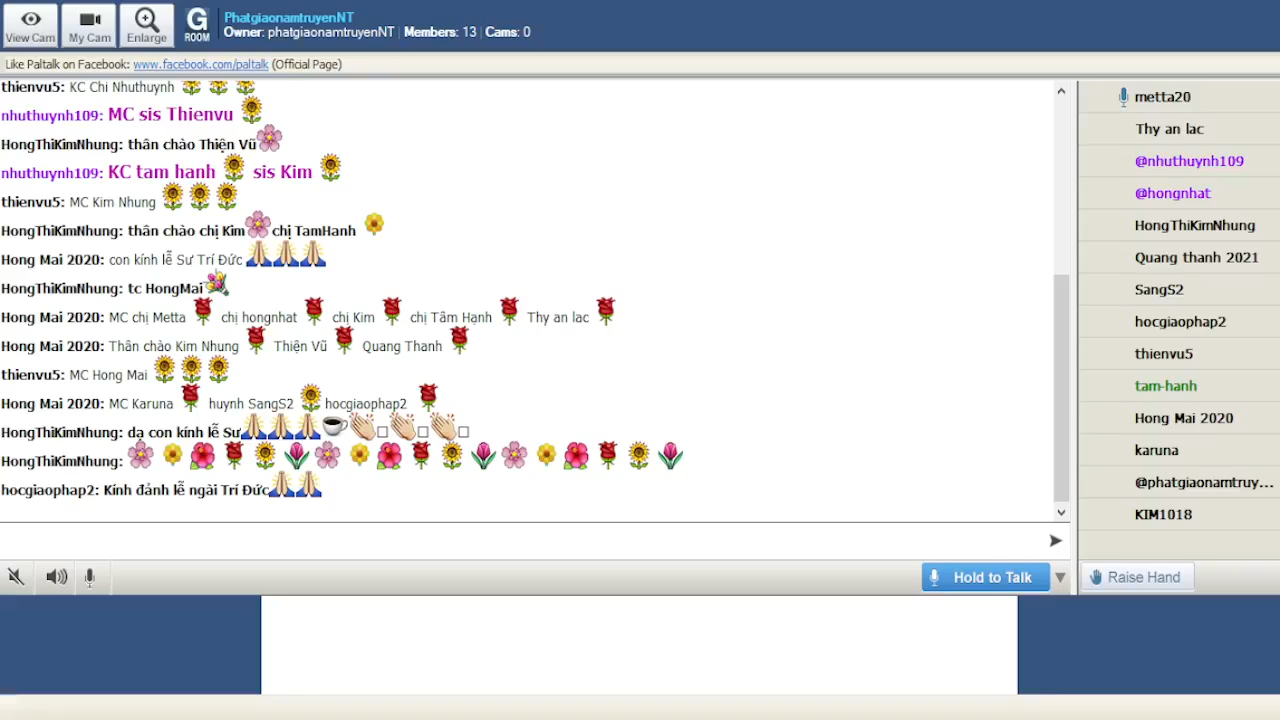 View Cam
My Cam
Enlarge
G
ROOM
PhatgiaonamtruyenNT
Owner: phatgiaonamtruyenNT | Members: 13 | Cams: 0
Like Paltalk on Facebook: www.facebook.com/paltalk (Official Page)
thienvu5: KC Chi Nhuthuynh
nhuthuynh109: MC sis Thienvu
HongThiKimNhung: thân chào Thiện Vũ
nhuthuynh109: KC tam hanh sis Kim
thienvu5: MC Kim Nhung
HongThiKimNhung: thân chào chị Kim chị TamHanh
Hong Mai 2020: con kính lễ Sư Trí Đức
HongThiKimNhung: tc HongMai
Hong Mai 2020: MC chị Metta chị hongnhat chị Kim chị Tâm Hạnh Thy an lac
Hong Mai 2020: Thân chào Kim Nhung Thiện Vũ Quang Thanh
thienvu5: MC Hong Mai
Hong Mai 2020: MC Karuna huynh SangS2 hocgiaophap2
HongThiKimNhung: dạ con kính lễ Sư
HongThiKimNhung:
hocgiaophap2: Kính đảnh lễ ngài Trí Đức
metta20
Thy an lac
@nhuthuynh109
@hongnhat
HongThiKimNhung
Quang thanh 2021
SangS2
hocgiaophap2
thienvu5
tam-hanh
Hong Mai 2020
karuna
@phatgiaonamtruy...
KIM1018
Hold to Talk
Raise Hand